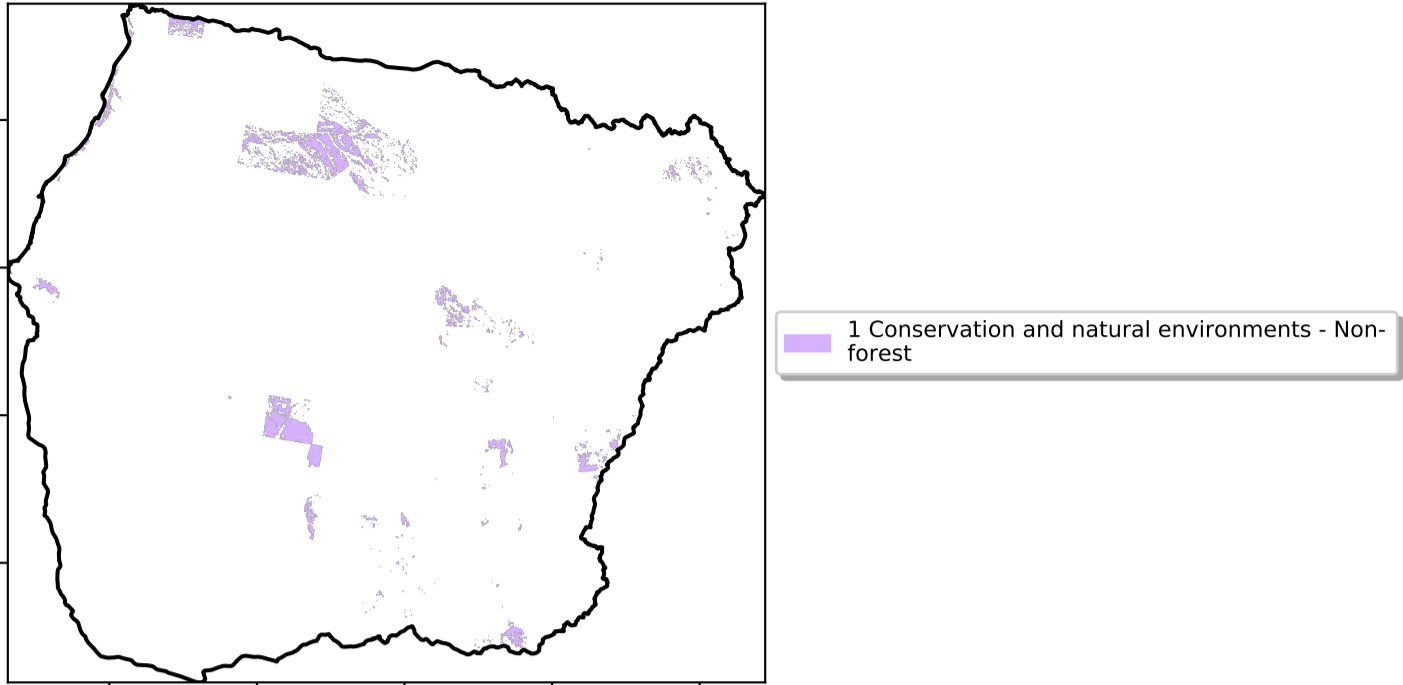 1 Conservation and natural environments - Non-
forest